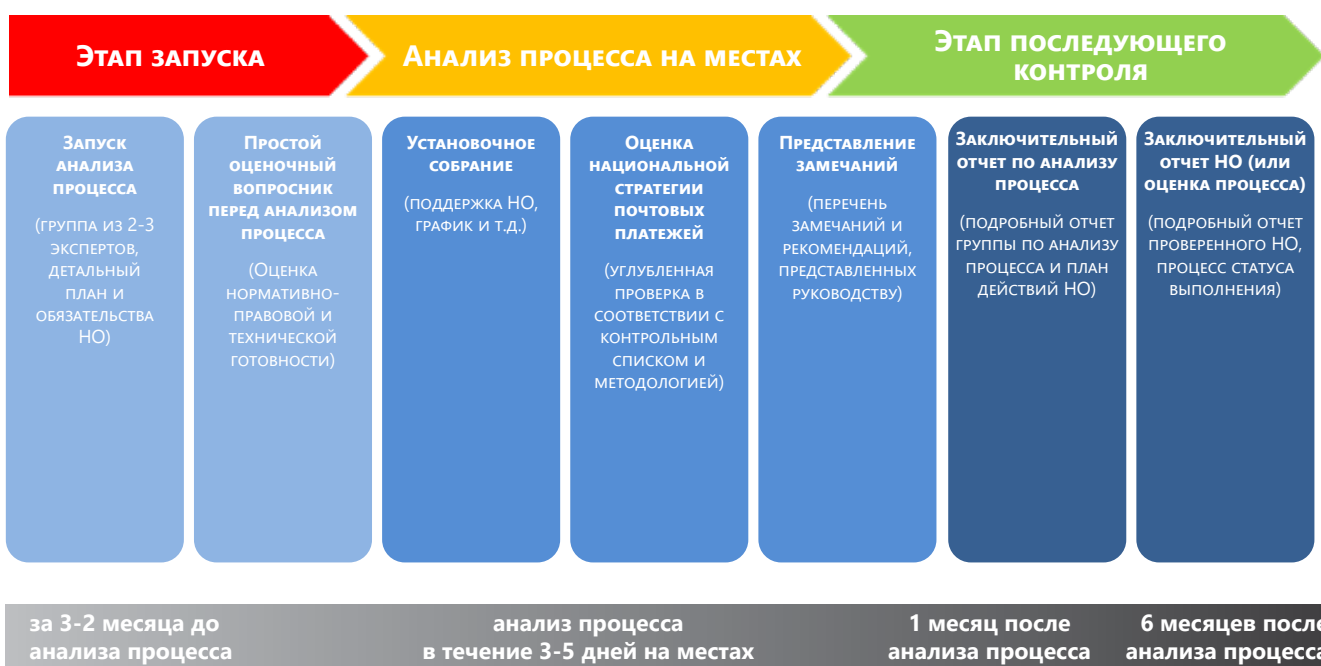 Этап запуска
Анализ процесса на местах
Этап последующего
контроля
Запуск
анализа
процесса
(группа из 2-3
экспертов,
детальный
план и
обязательства
НО)
Простой
оценочный
вопросник
перед анализом
процесса
(Оценка
нормативно-
правовой и
технической
готовности)
Установочное
собрание
(поддержка НО,
график и т.д.)
Оценка
национальной
стратегии
почтовых
платежей
(углубленная
проверка в
соответствии с
контрольным
списком и
методологией)
Представление
замечаний
(перечень
замечаний и
рекомендаций,
представленных
руководству)
Заключительный
отчет по анализу
процесса
(подробный отчет
группы по анализу
процесса и план
действий НО)
Заключительный
отчет НО (или
оценка процесса)
(подробный отчет
проверенного НО,
процесс статуса
выполнения)
за 3-2 месяца до
анализа процесса
анализ процесса
в течение 3-5 дней на местах
1 месяц после
анализа процесса
6 месяцев после
анализа процесса